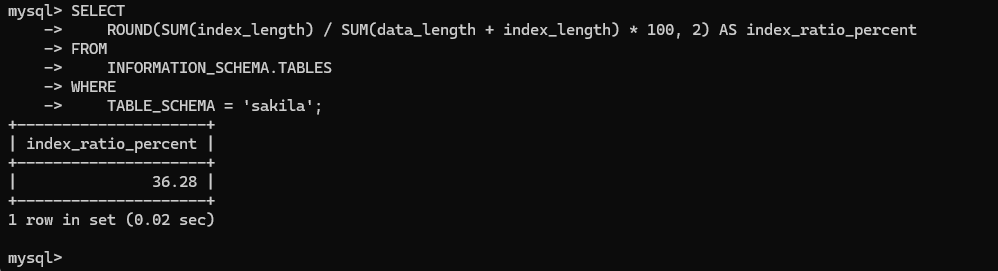 mysql> SELECT
    ->     ROUND(SUM(index_length) / SUM(data_length + index_length) * 100, 2) AS index_ratio_percent
    -> FROM
    ->     INFORMATION_SCHEMA.TABLES
    -> WHERE
    ->     TABLE_SCHEMA = 'sakila';
+---------------------+
| index_ratio_percent |
+---------------------+
|               36.28 |
+---------------------+
1 row in set (0.02 sec)

mysql>